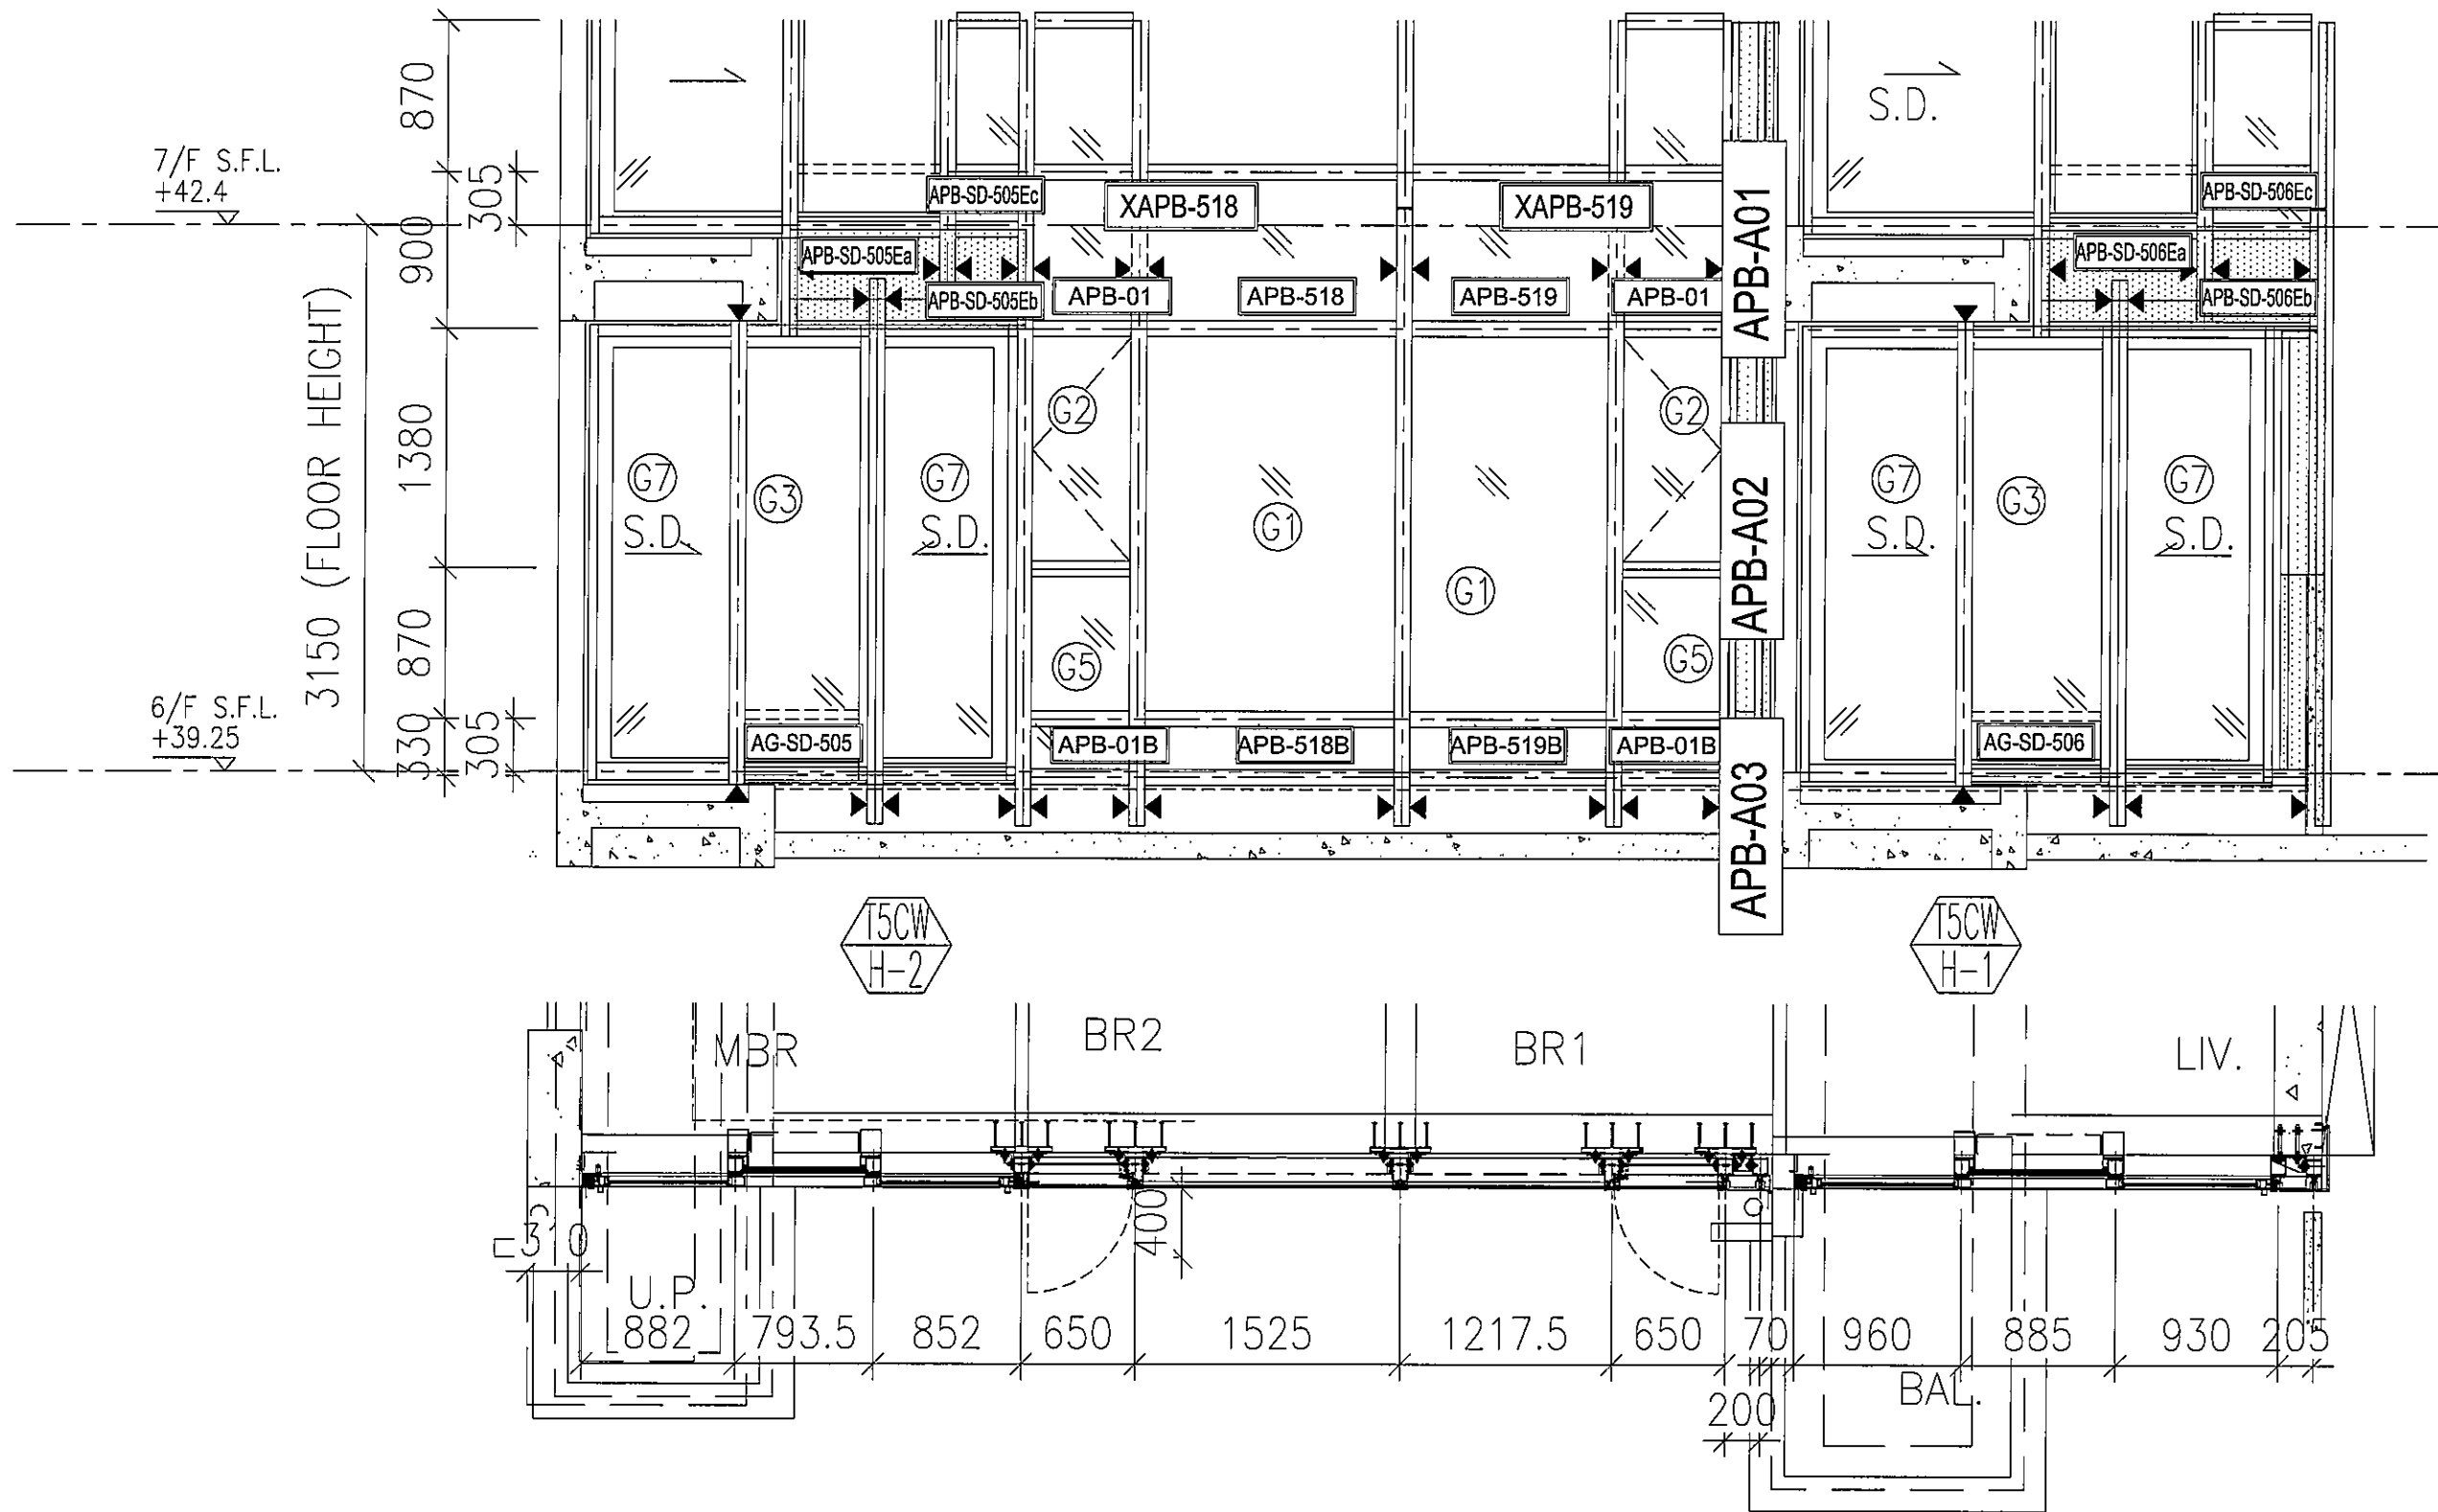 870
7/F S.F.L.
+42.4
305
900
3150 (FLOOR HEIGHT)
1380
870
6/F S.F.L.
+39.25
330
305
S.D.
APB-SD-505Ec
XAPB-518
XAPB-519
APB-A01
APB-SD-506Ec
APB-SD-505Ea
APB-SD-506Ea
APB-SD-505Eb
APB-01
APB-518
APB-519
APB-01
APB-SD-506Eb
G2
G2
G7
S.D.
G3
G7
S.D.
G1
G1
APB-A02
G7
S.D.
G3
G7
S.D.
G5
G5
AG-SD-505
APB-01B
APB-518B
APB-519B
APB-01B
APB-A03
AG-SD-506
T5CW
H-2
T5CW
H-1
MBR
BR2
BR1
LIV.
400
U.P.
882
793.5
852
650
1525
1217.5
650
70
960
885
930
205
200
BAL.